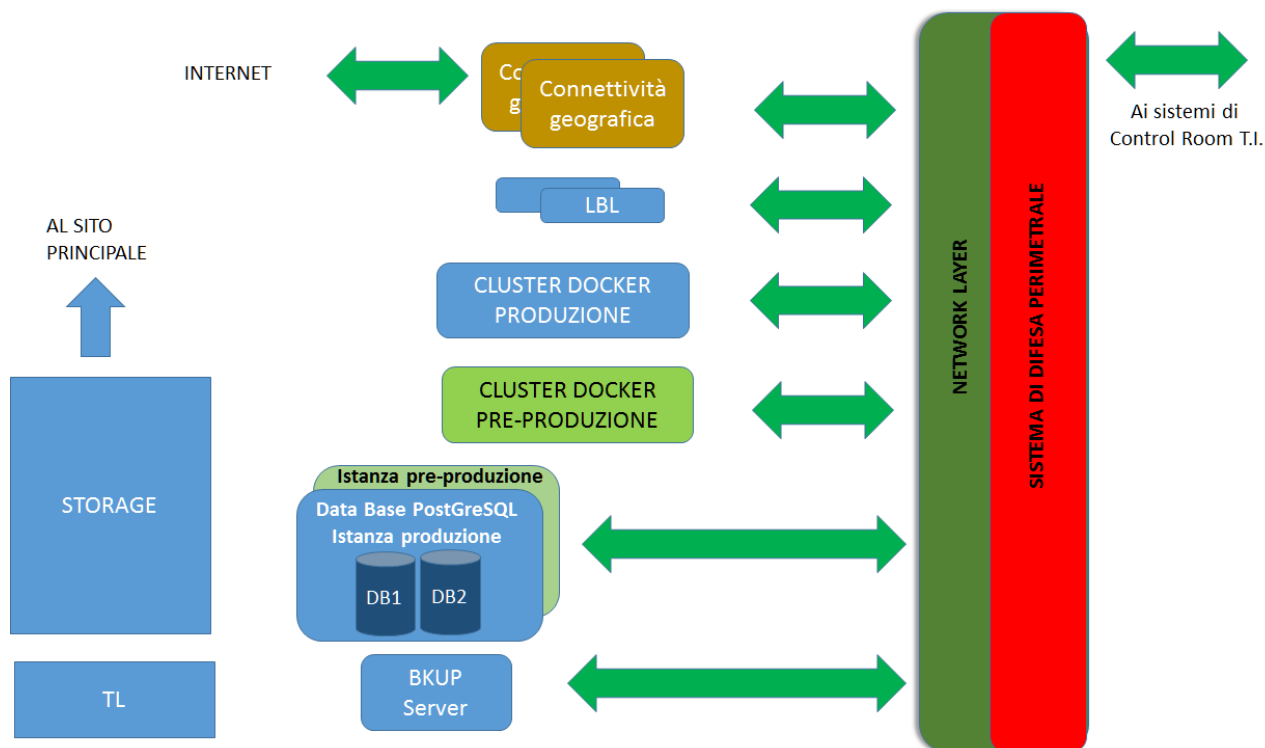 INTERNET
Co
g
Connettività
geografica
Ai sistemi di
Control Room T.I.
LBL
AL SITO
PRINCIPALE
CLUSTER DOCKER
PRODUZIONE
CLUSTER DOCKER
PRE-PRODUZIONE
NETWORK LAYER
SISTEMA DI DIFESA PERIMETRALE
STORAGE
Istanza pre-produzione
Data Base PostGreSQL
Istanza produzione
DB1
DB2
TL
BKUP
Server